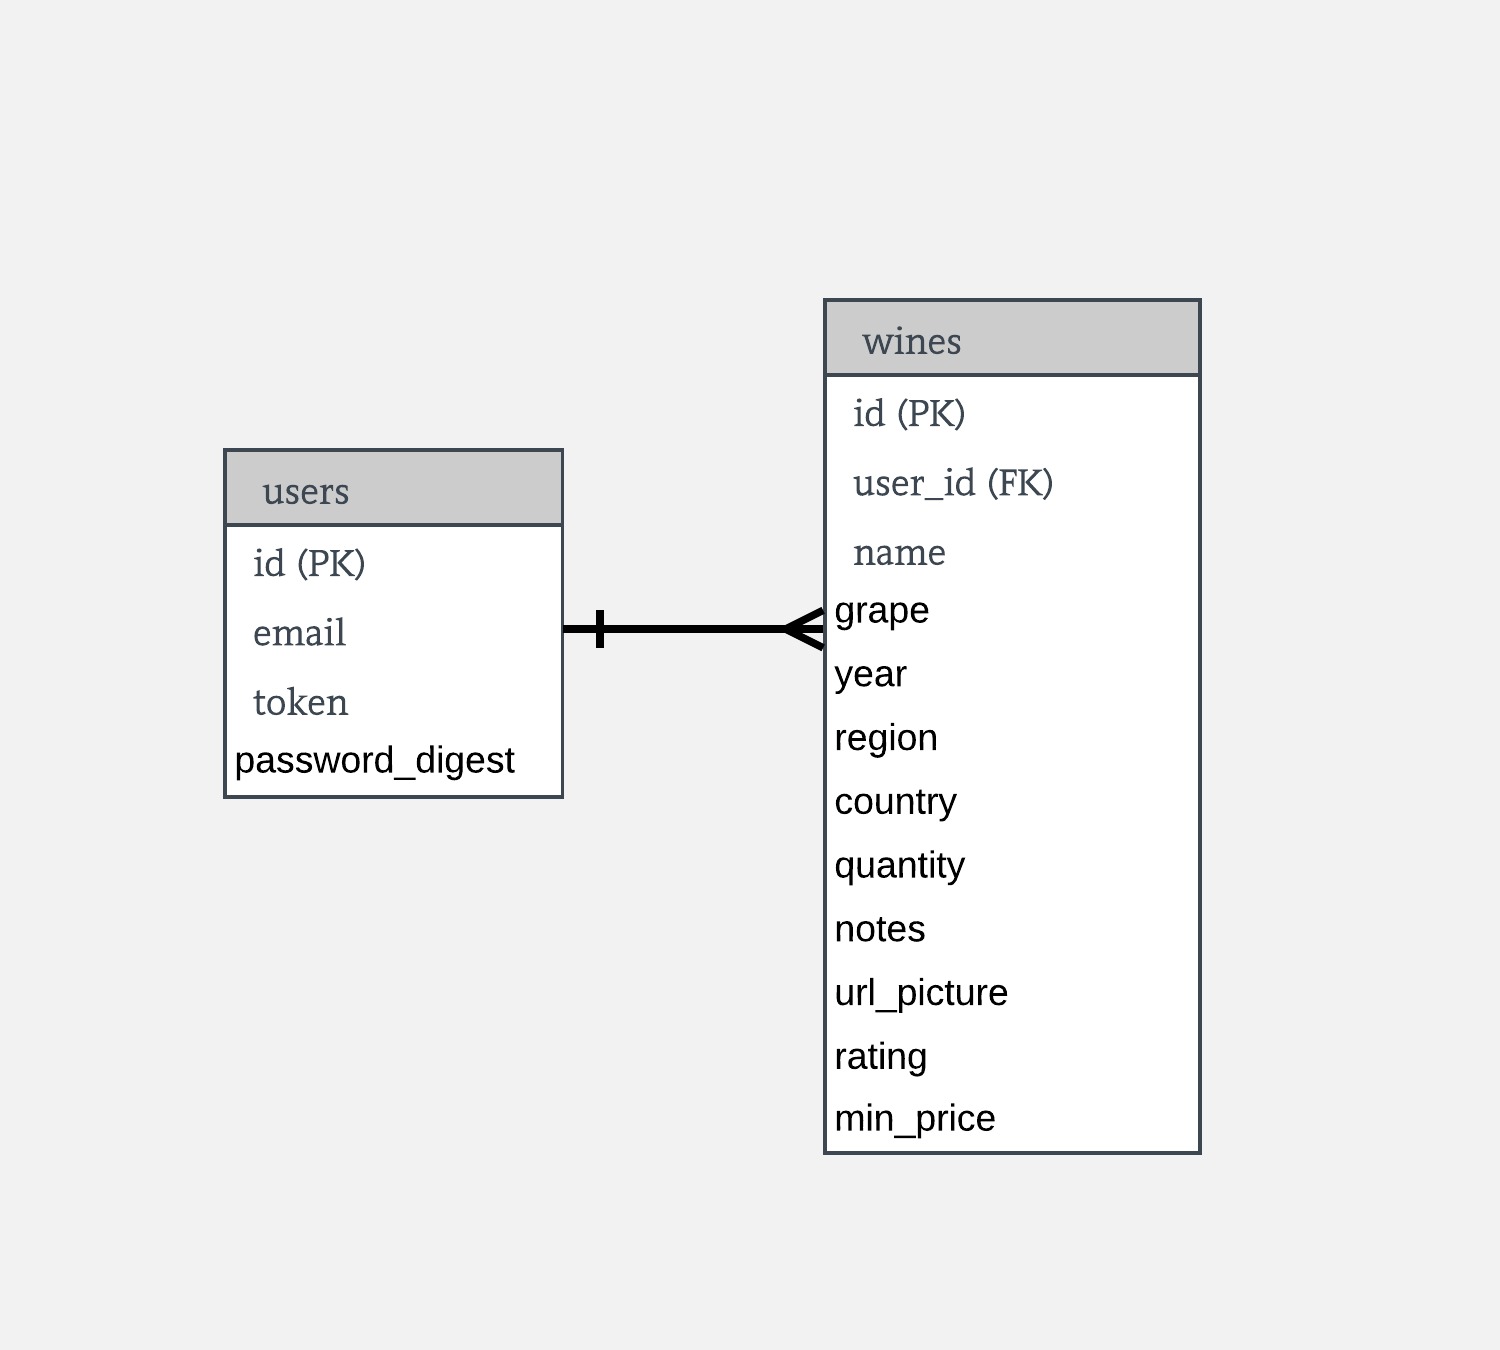 users
id (PK)
email
token
password_digest
wines
id (PK)
user_id (FK)
name
grape
year
region
country
quantity
notes
url_picture
rating
min_price